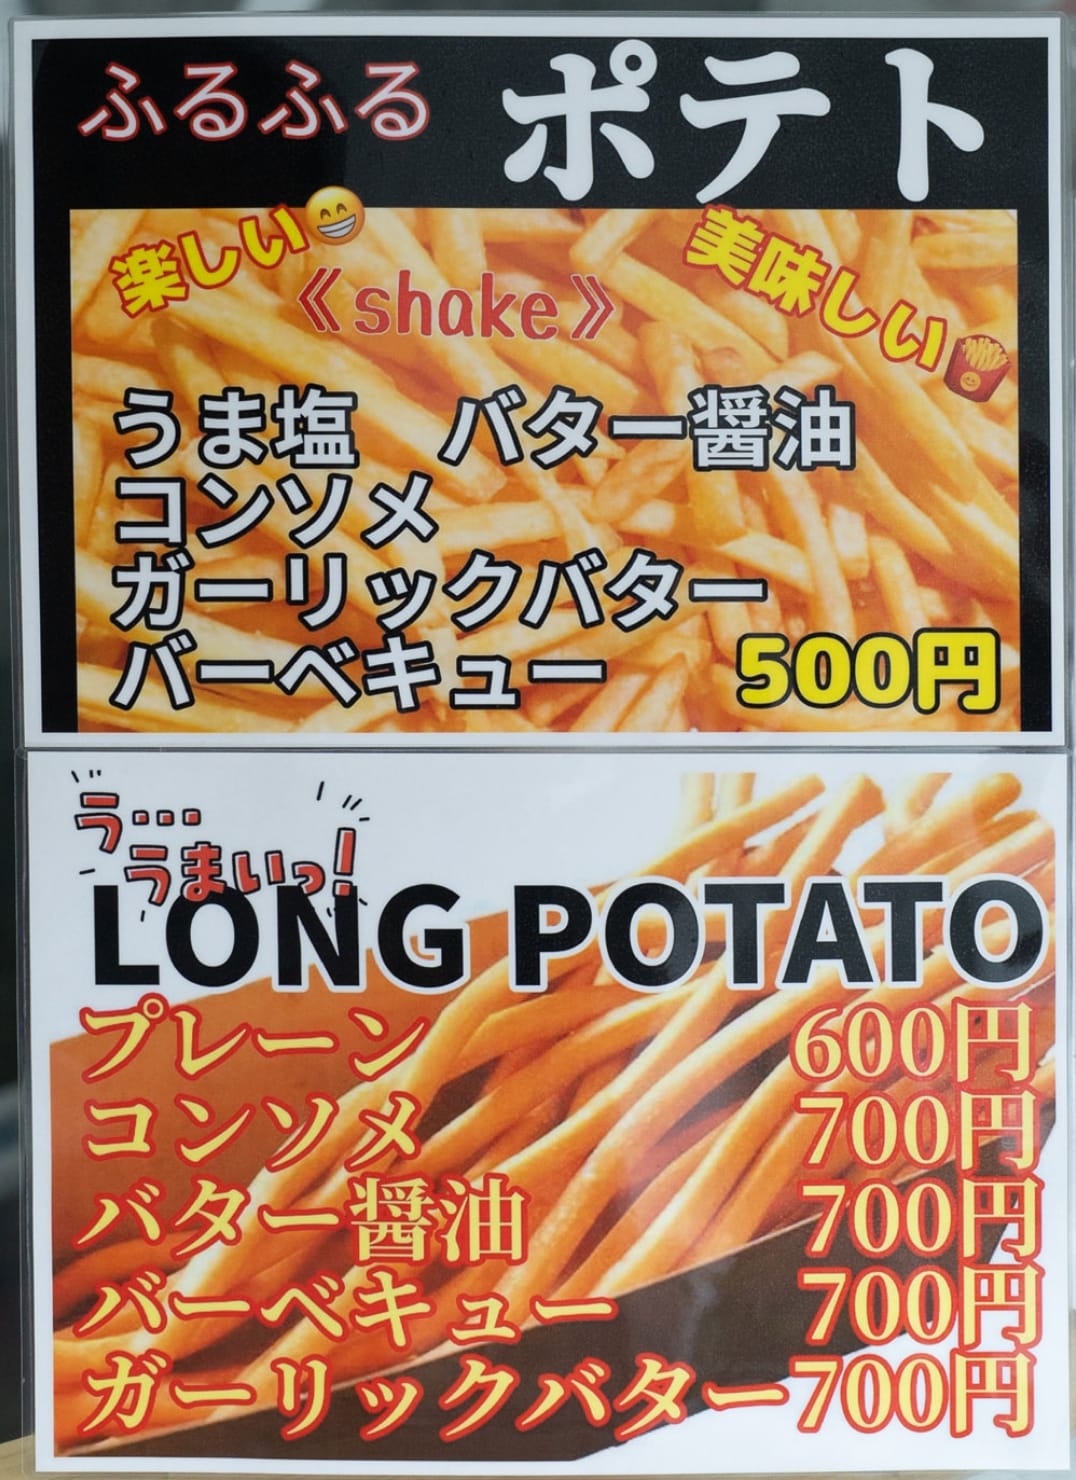 ふるふる ポテト
楽しい😁
美味しい🍟
《shake》
うま塩 バター醤油
コンソメ
ガーリックバター
バーベキュー 500円
う…
うまいっ!
LONG POTATO
プレーン 600円
コンソメ 700円
バター醤油 700円
バーベキュー 700円
ガーリックバター 700円